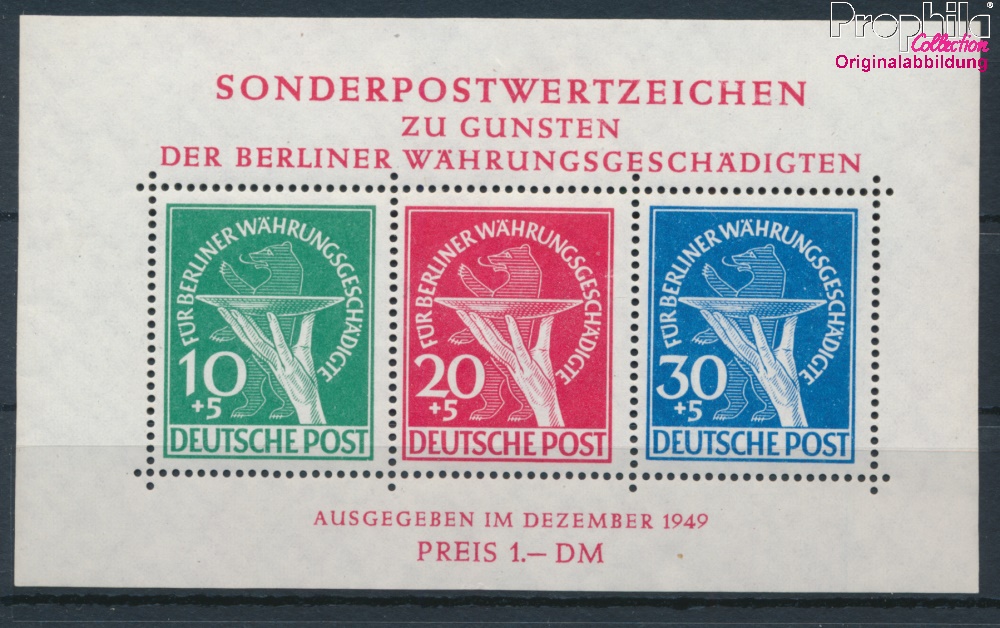 Prophila
Collection
Originalabbildung
SONDERPOSTWERTZEICHEN
ZU GUNSTEN
DER BERLINER WÄHRUNGSGESCHÄDIGTEN
FÜR BERLINER WÄHRUNGSGESCHÄDIGTE
10
+5
DEUTSCHE POST
FÜR BERLINER WÄHRUNGSGESCHÄDIGTE
20
+5
DEUTSCHE POST
FÜR BERLINER WÄHRUNGSGESCHÄDIGTE
30
+5
DEUTSCHE POST
AUSGEGEBEN IM DEZEMBER 1949
PREIS 1.— DM